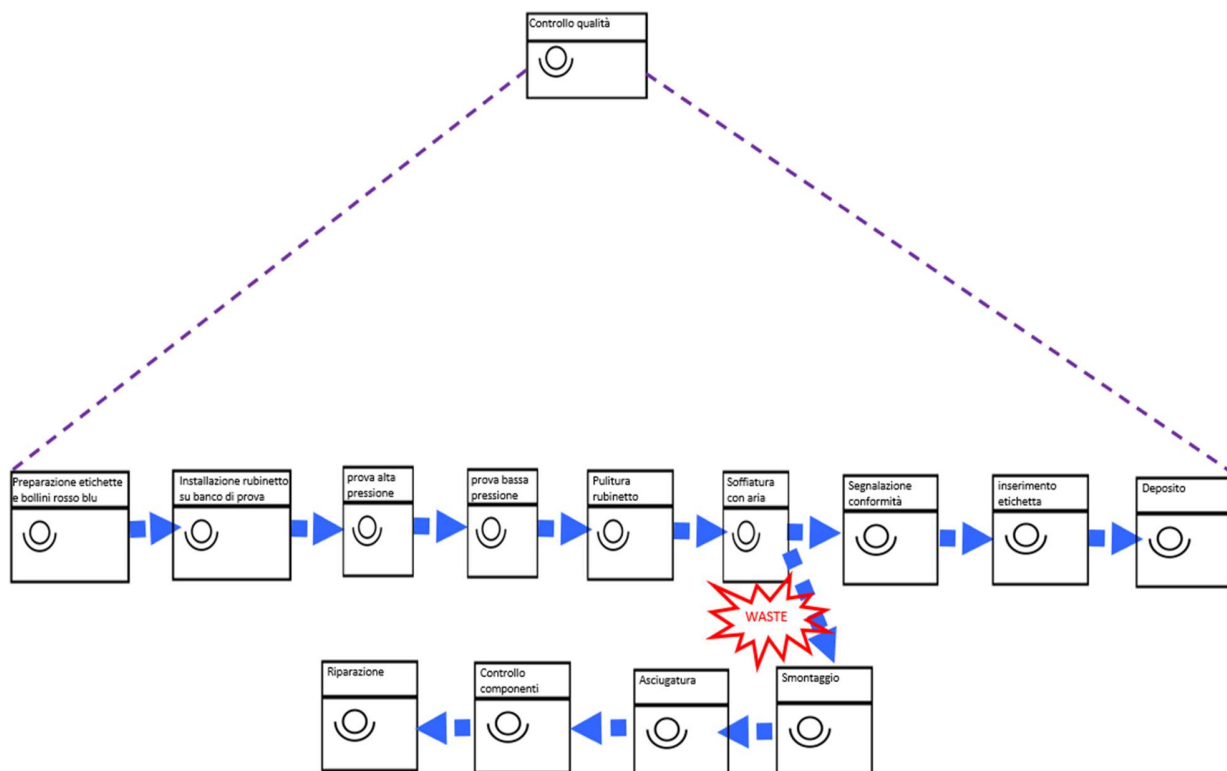 Controllo qualità
Preparazione etichette
e bollini rosso blu
Installazione rubinetto
su banco di prova
prova alta
pressione
prova bassa
pressione
Pulitura
rubinetto
Soffiatura
con aria
Segnalazione
conformità
inserimento
etichetta
Deposito
WASTE
Riparazione
Controllo
componenti
Asciugatura
Smontaggio